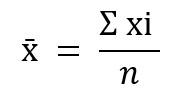 x̄ = Σ xi / n